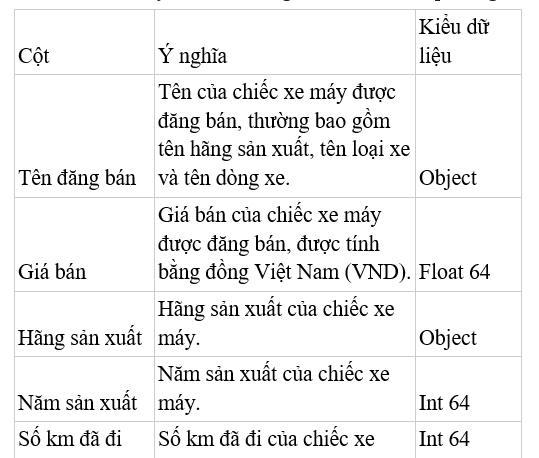 Cột Ý nghĩa Kiểu dữ
liệu
Tên đăng bán Tên của chiếc xe máy được
đăng bán, thường bao gồm
tên hãng sản xuất, tên loại xe
và tên dòng xe. Object
Giá bán Giá bán của chiếc xe máy
được đăng bán, được tính
bằng đồng Việt Nam (VND). Float 64
Hãng sản xuất Hãng sản xuất của chiếc xe
máy. Object
Năm sản xuất Năm sản xuất của chiếc xe
máy. Int 64
Số km đã đi Số km đã đi của chiếc xe Int 64